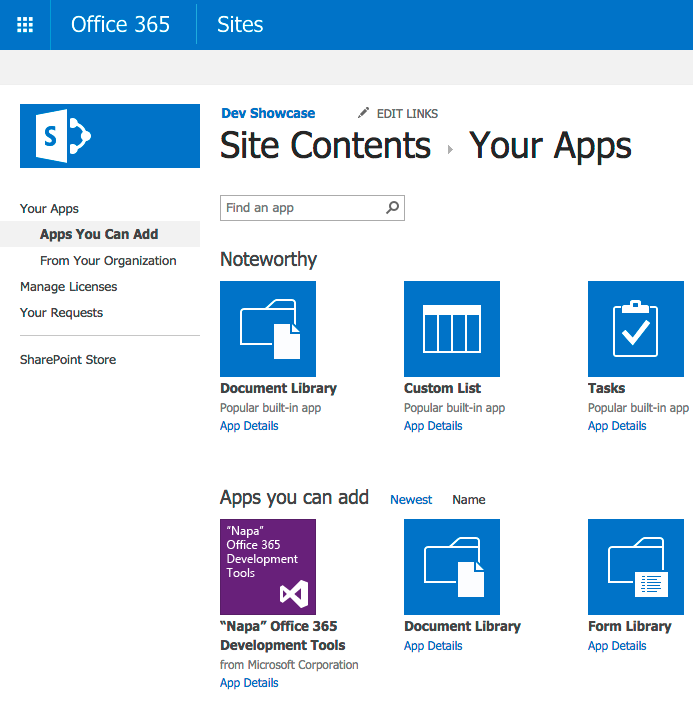 Office 365 Sites
S
Dev Showcase EDIT LINKS
Site Contents Your Apps
Your Apps
Apps You Can Add
From Your Organization
Manage Licenses
Your Requests
SharePoint Store
Find an app
Noteworthy
Document Library Custom List Tasks
Popular built-in app Popular built-in app Popular built-in app
App Details App Details App Details
Apps you can add Newest Name
“Napa”
Office 365
Development
Tools
“Napa” Office 365 Document Library Form Library
Development Tools App Details App Details
from Microsoft Corporation
App Details